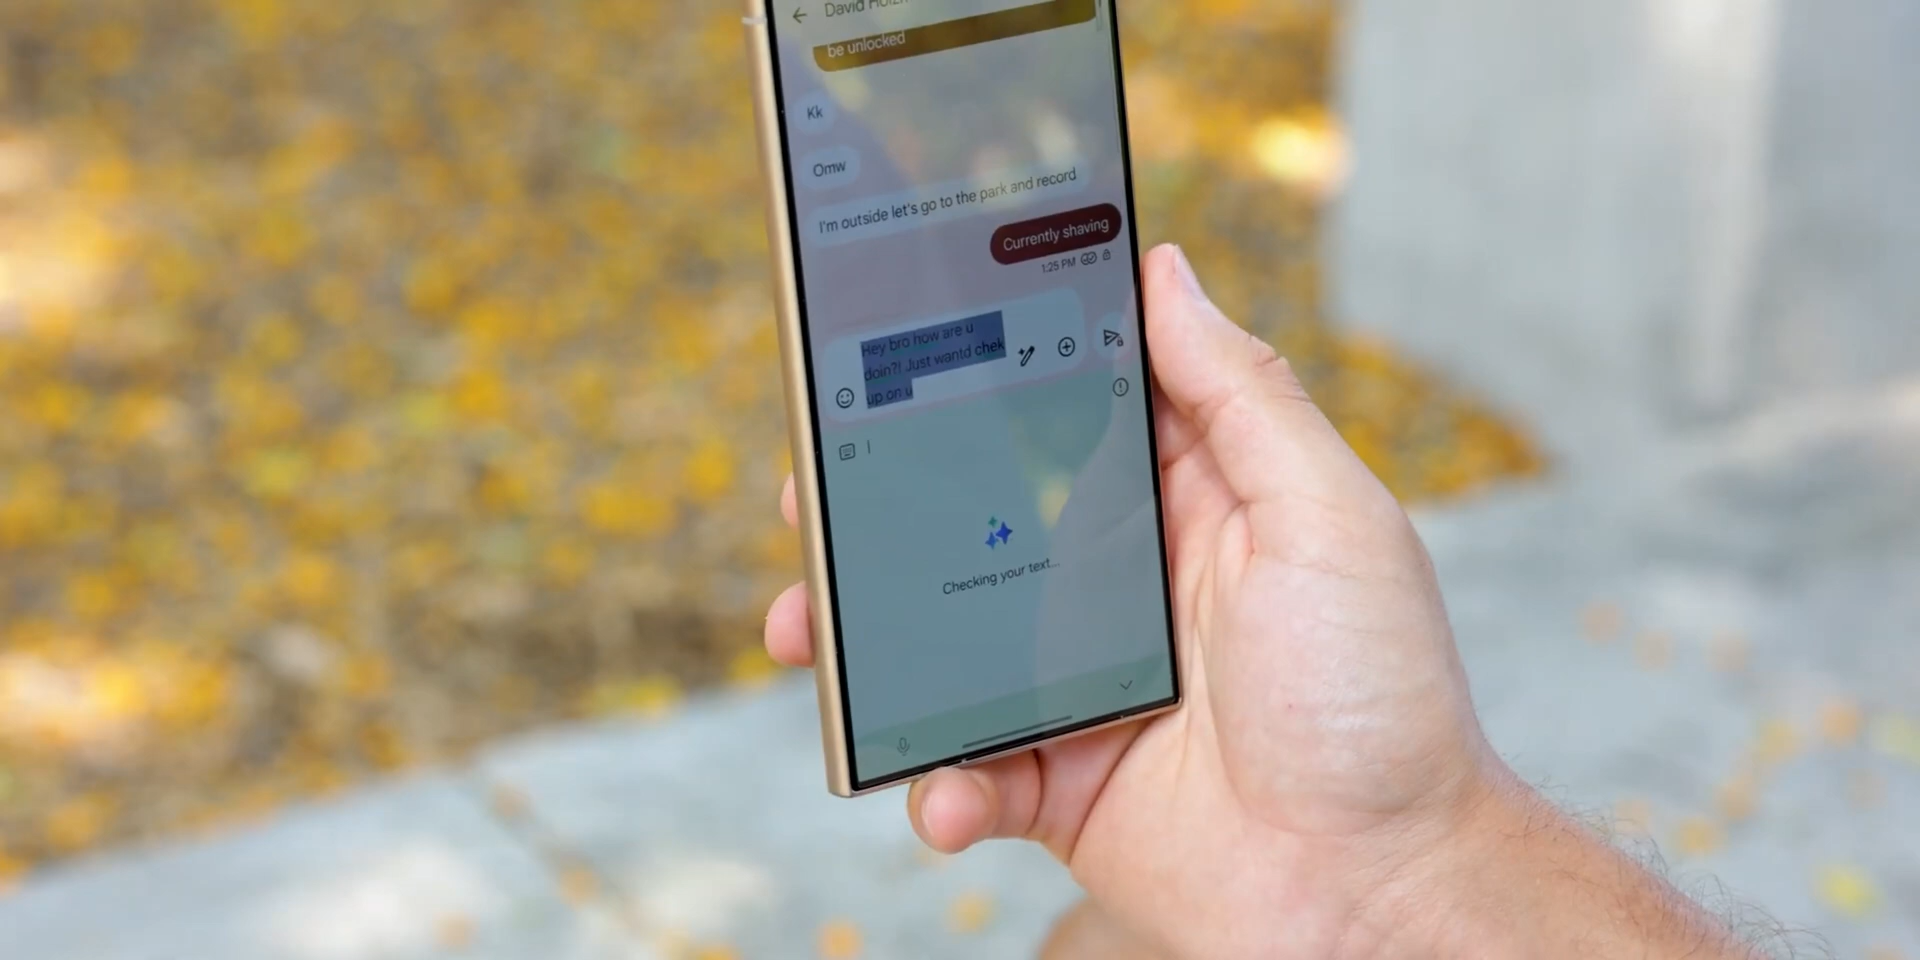 David
be unlocked
Kk
Omw
I'm outside let's go to the park and record
Currently shaving
1:25 PM
Hey bro how are u
doin?! Just wantd chek
up on u
Checking your text...